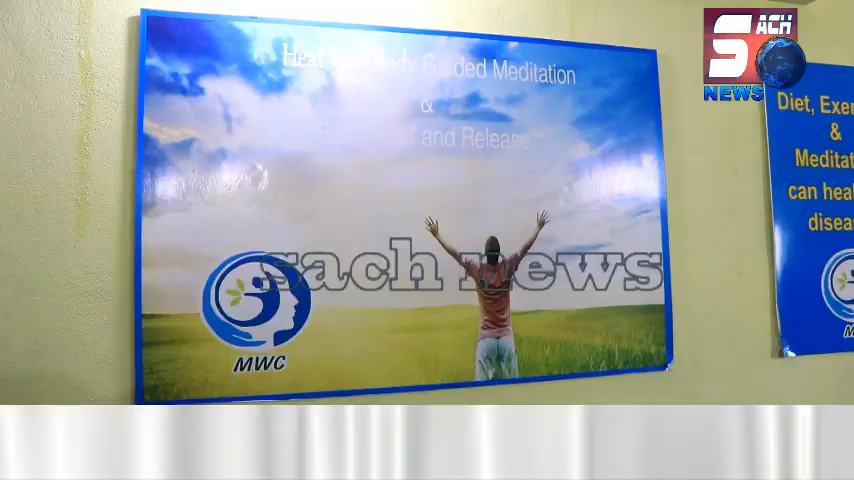 SACH
NEWS
Heal Your Body Guided Meditation
&
and Release
sach news
MWC
Diet, Exer
&
Meditat
can heal
disea